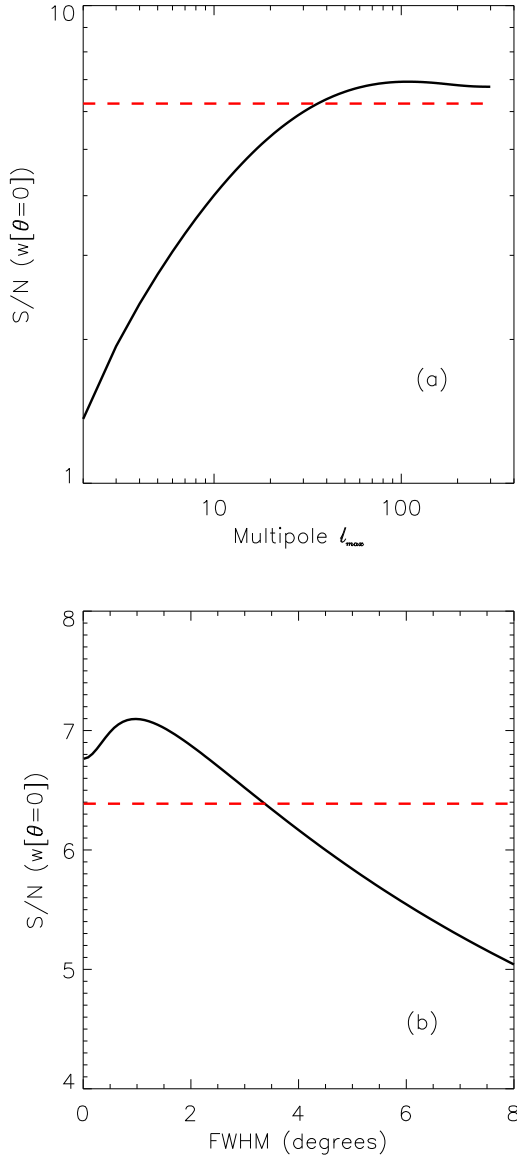 10
1
S/N (w[θ=0])
(a)
10 100
Multipole ℓmax
8
7
6
5
4
S/N (w[θ=0])
(b)
0 2 4 6 8
FWHM (degrees)